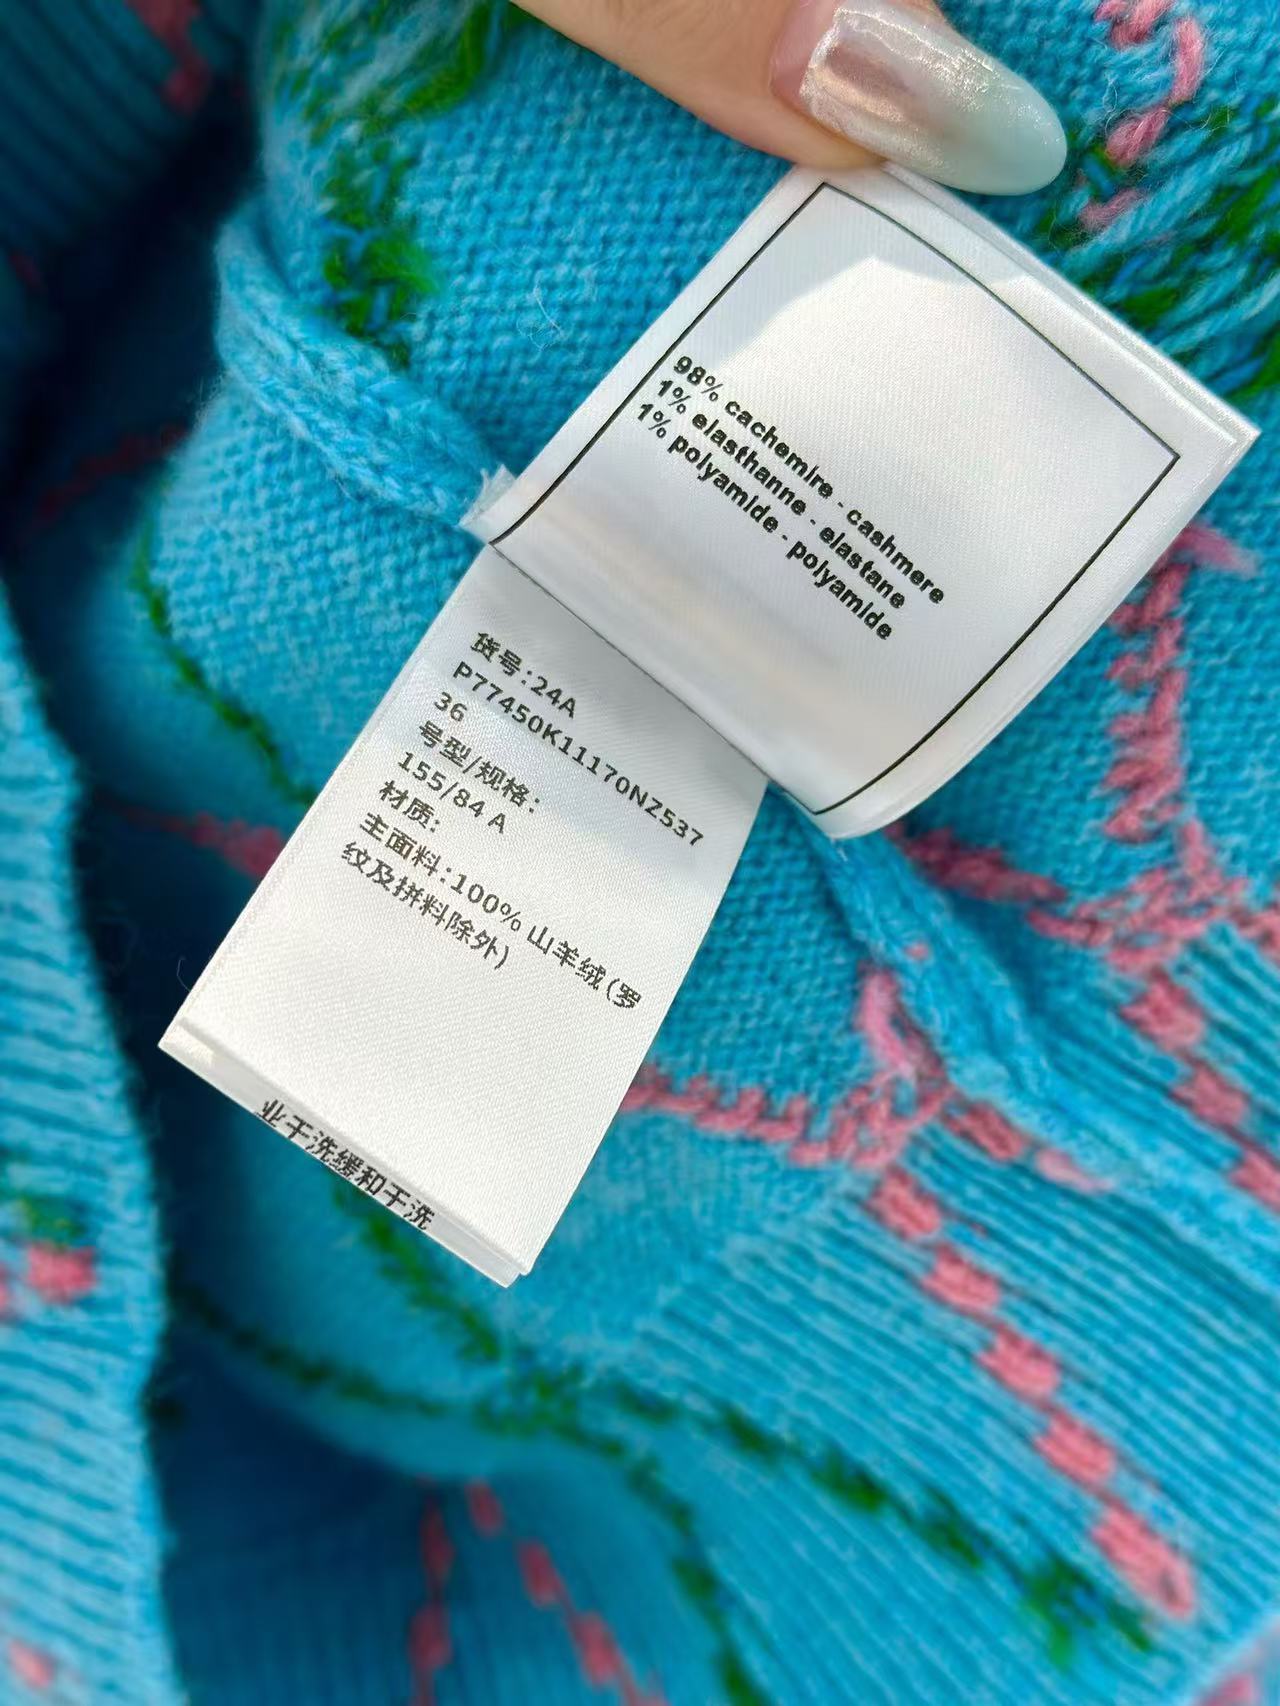 98% cachemire - cashmere
1% elasthanne - elastane
1% polyamide - polyamide
货号:24A
P77450K11170NZ537
36
号型/规格:
155/84 A
材质:
主面料:100% 山羊绒(罗
纹及拼料除外)
业干洗缓和干洗